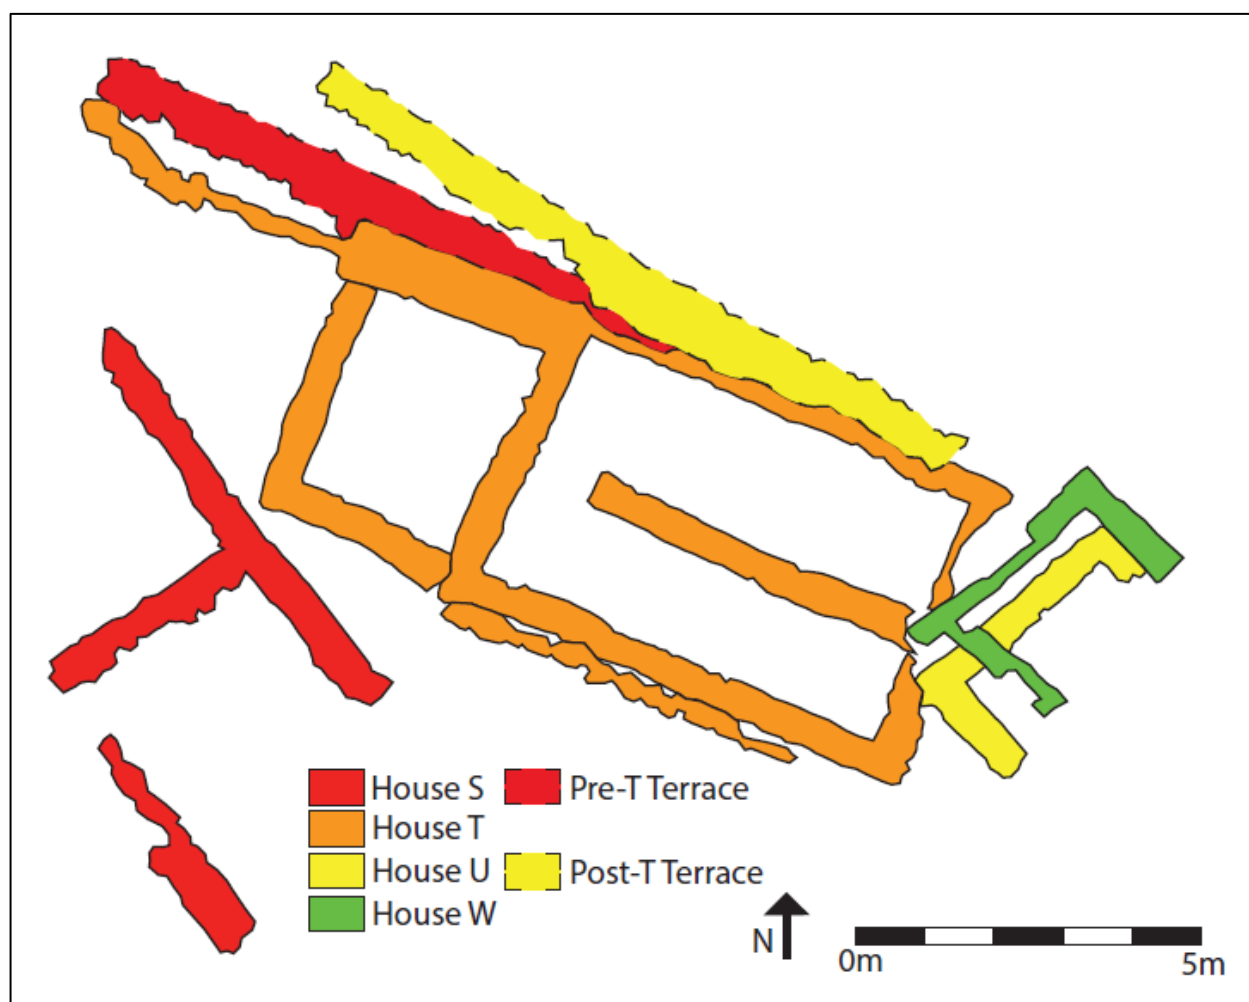 House S
Pre-T Terrace
House T
House U
Post-T Terrace
House W
N
0m
5m